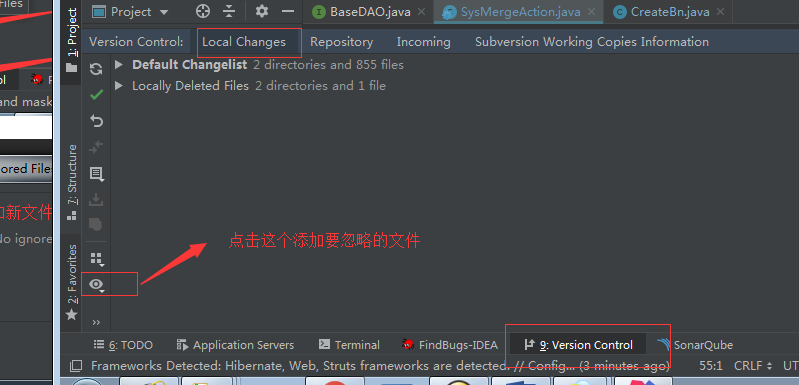 Files
ol
and mask
ored Files
加新文件
No ignore
1: Project
7: Structure
2: Favorites
Project
BaseDAO.java
SysMergeAction.java
CreateBn.java
Version Control:
Local Changes
Repository
Incoming
Subversion Working Copies Information
Default Changelist 2 directories and 855 files
Locally Deleted Files 2 directories and 1 file
点击这个添加要忽略的文件
6: TODO
Application Servers
Terminal
FindBugs-IDEA
9: Version Control
SonarQube
Frameworks Detected: Hibernate, Web, Struts frameworks are detected. // Config... (3 minutes ago)
55:1
CRLF
UT